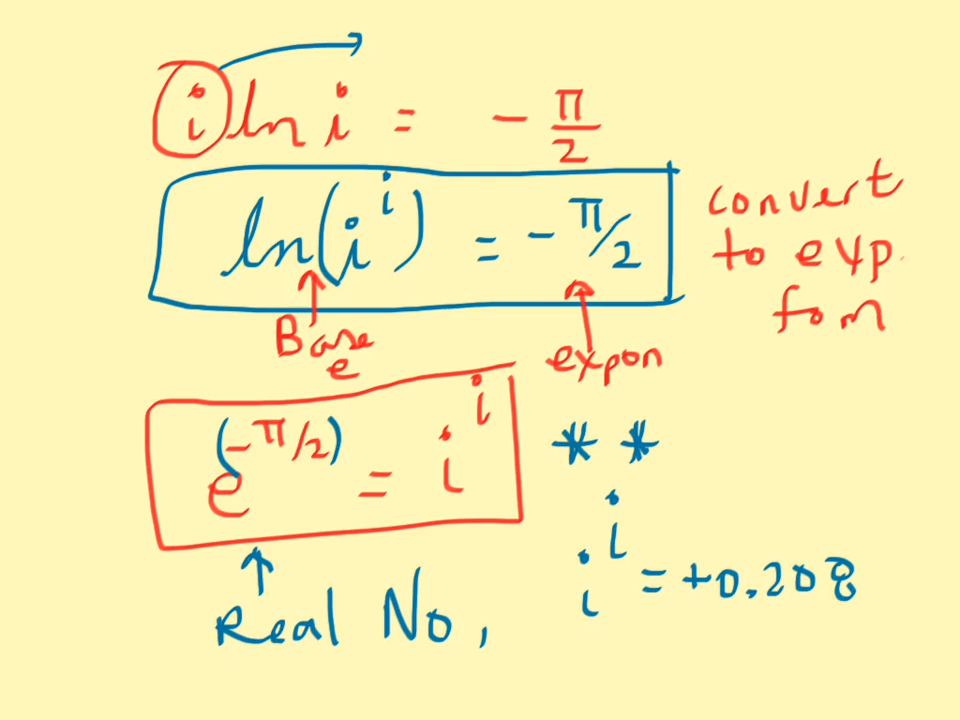 i ln i = - π/2
ln(i^i) = - π/2
convert
to exp.
fom
Base
e
expon
e^(-π/2) = i^i
* *
Real No,
i^i = +0.208